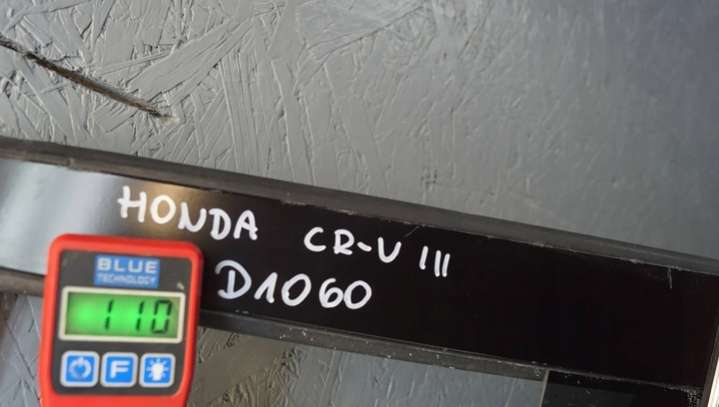 HONDA CR-V III
D1060
BLUE
TECHNOLOGY
110
F